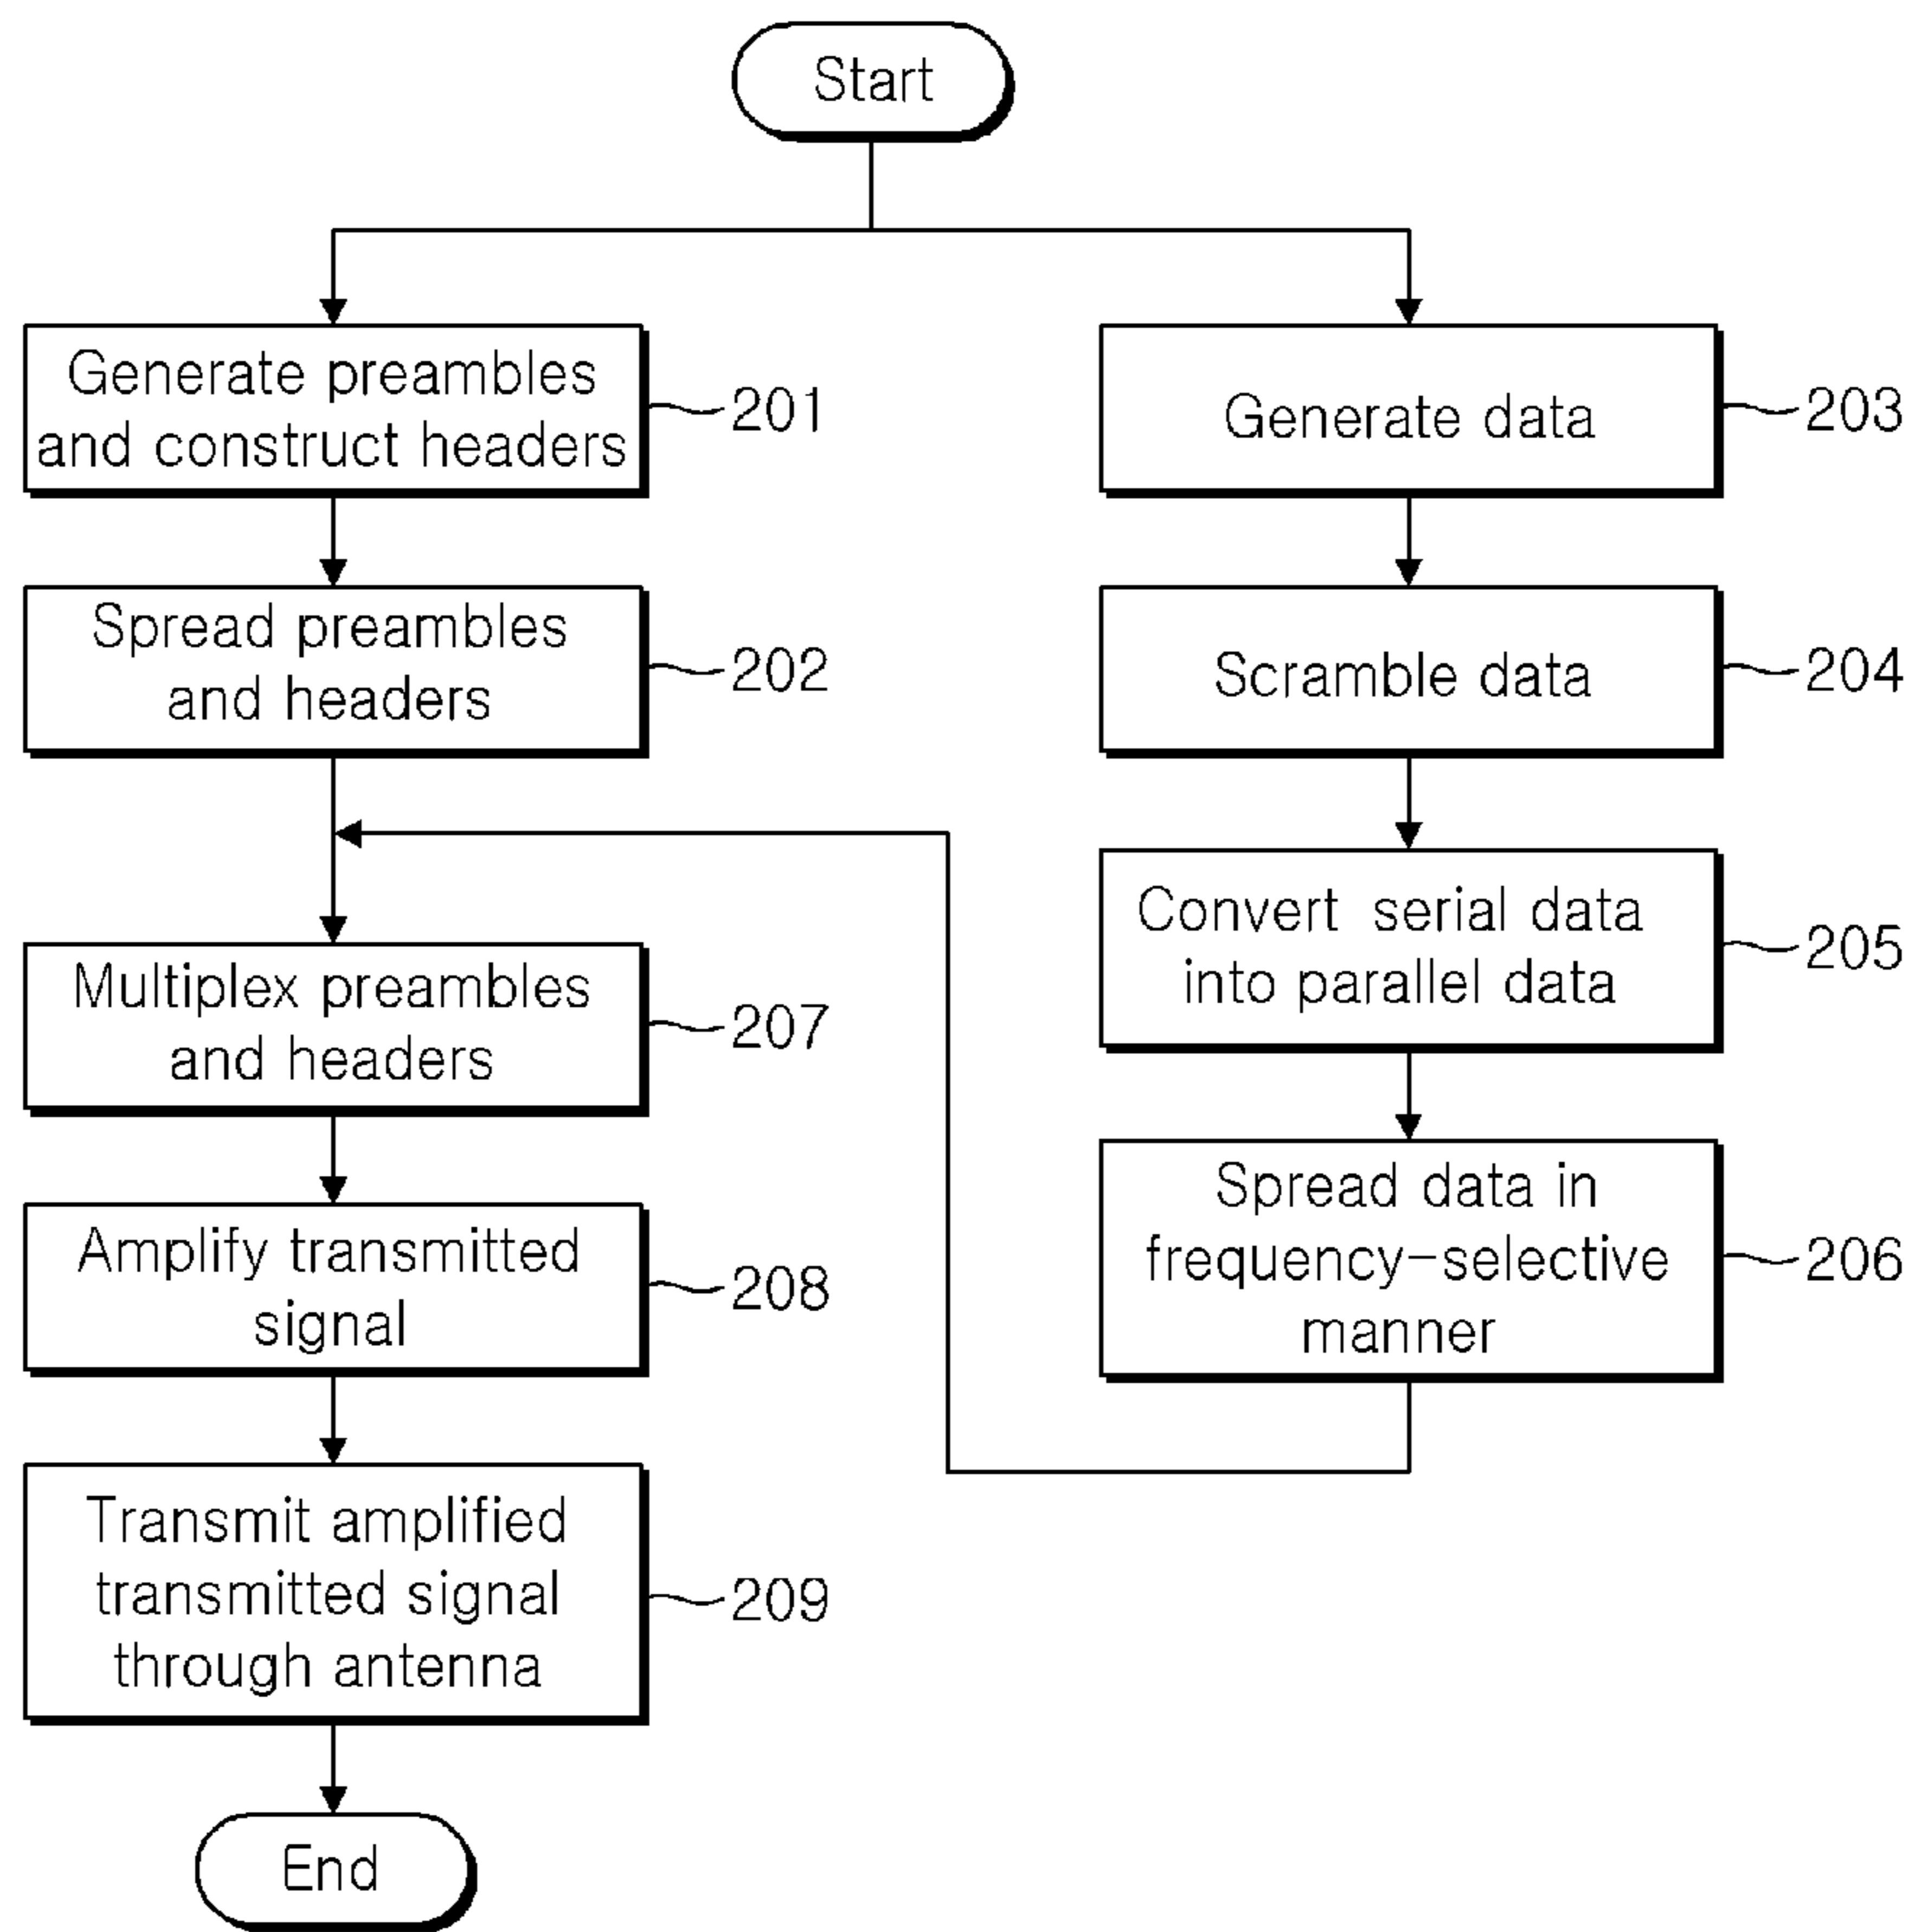 Start
Generate preambles
and construct headers
201
Spread preambles
and headers
202
Generate data
203
Scramble data
204
Convert serial data
into parallel data
205
Spread data in
frequency-selective
manner
206
Multiplex preambles
and headers
207
Amplify transmitted
signal
208
Transmit amplified
transmitted signal
through antenna
209
End